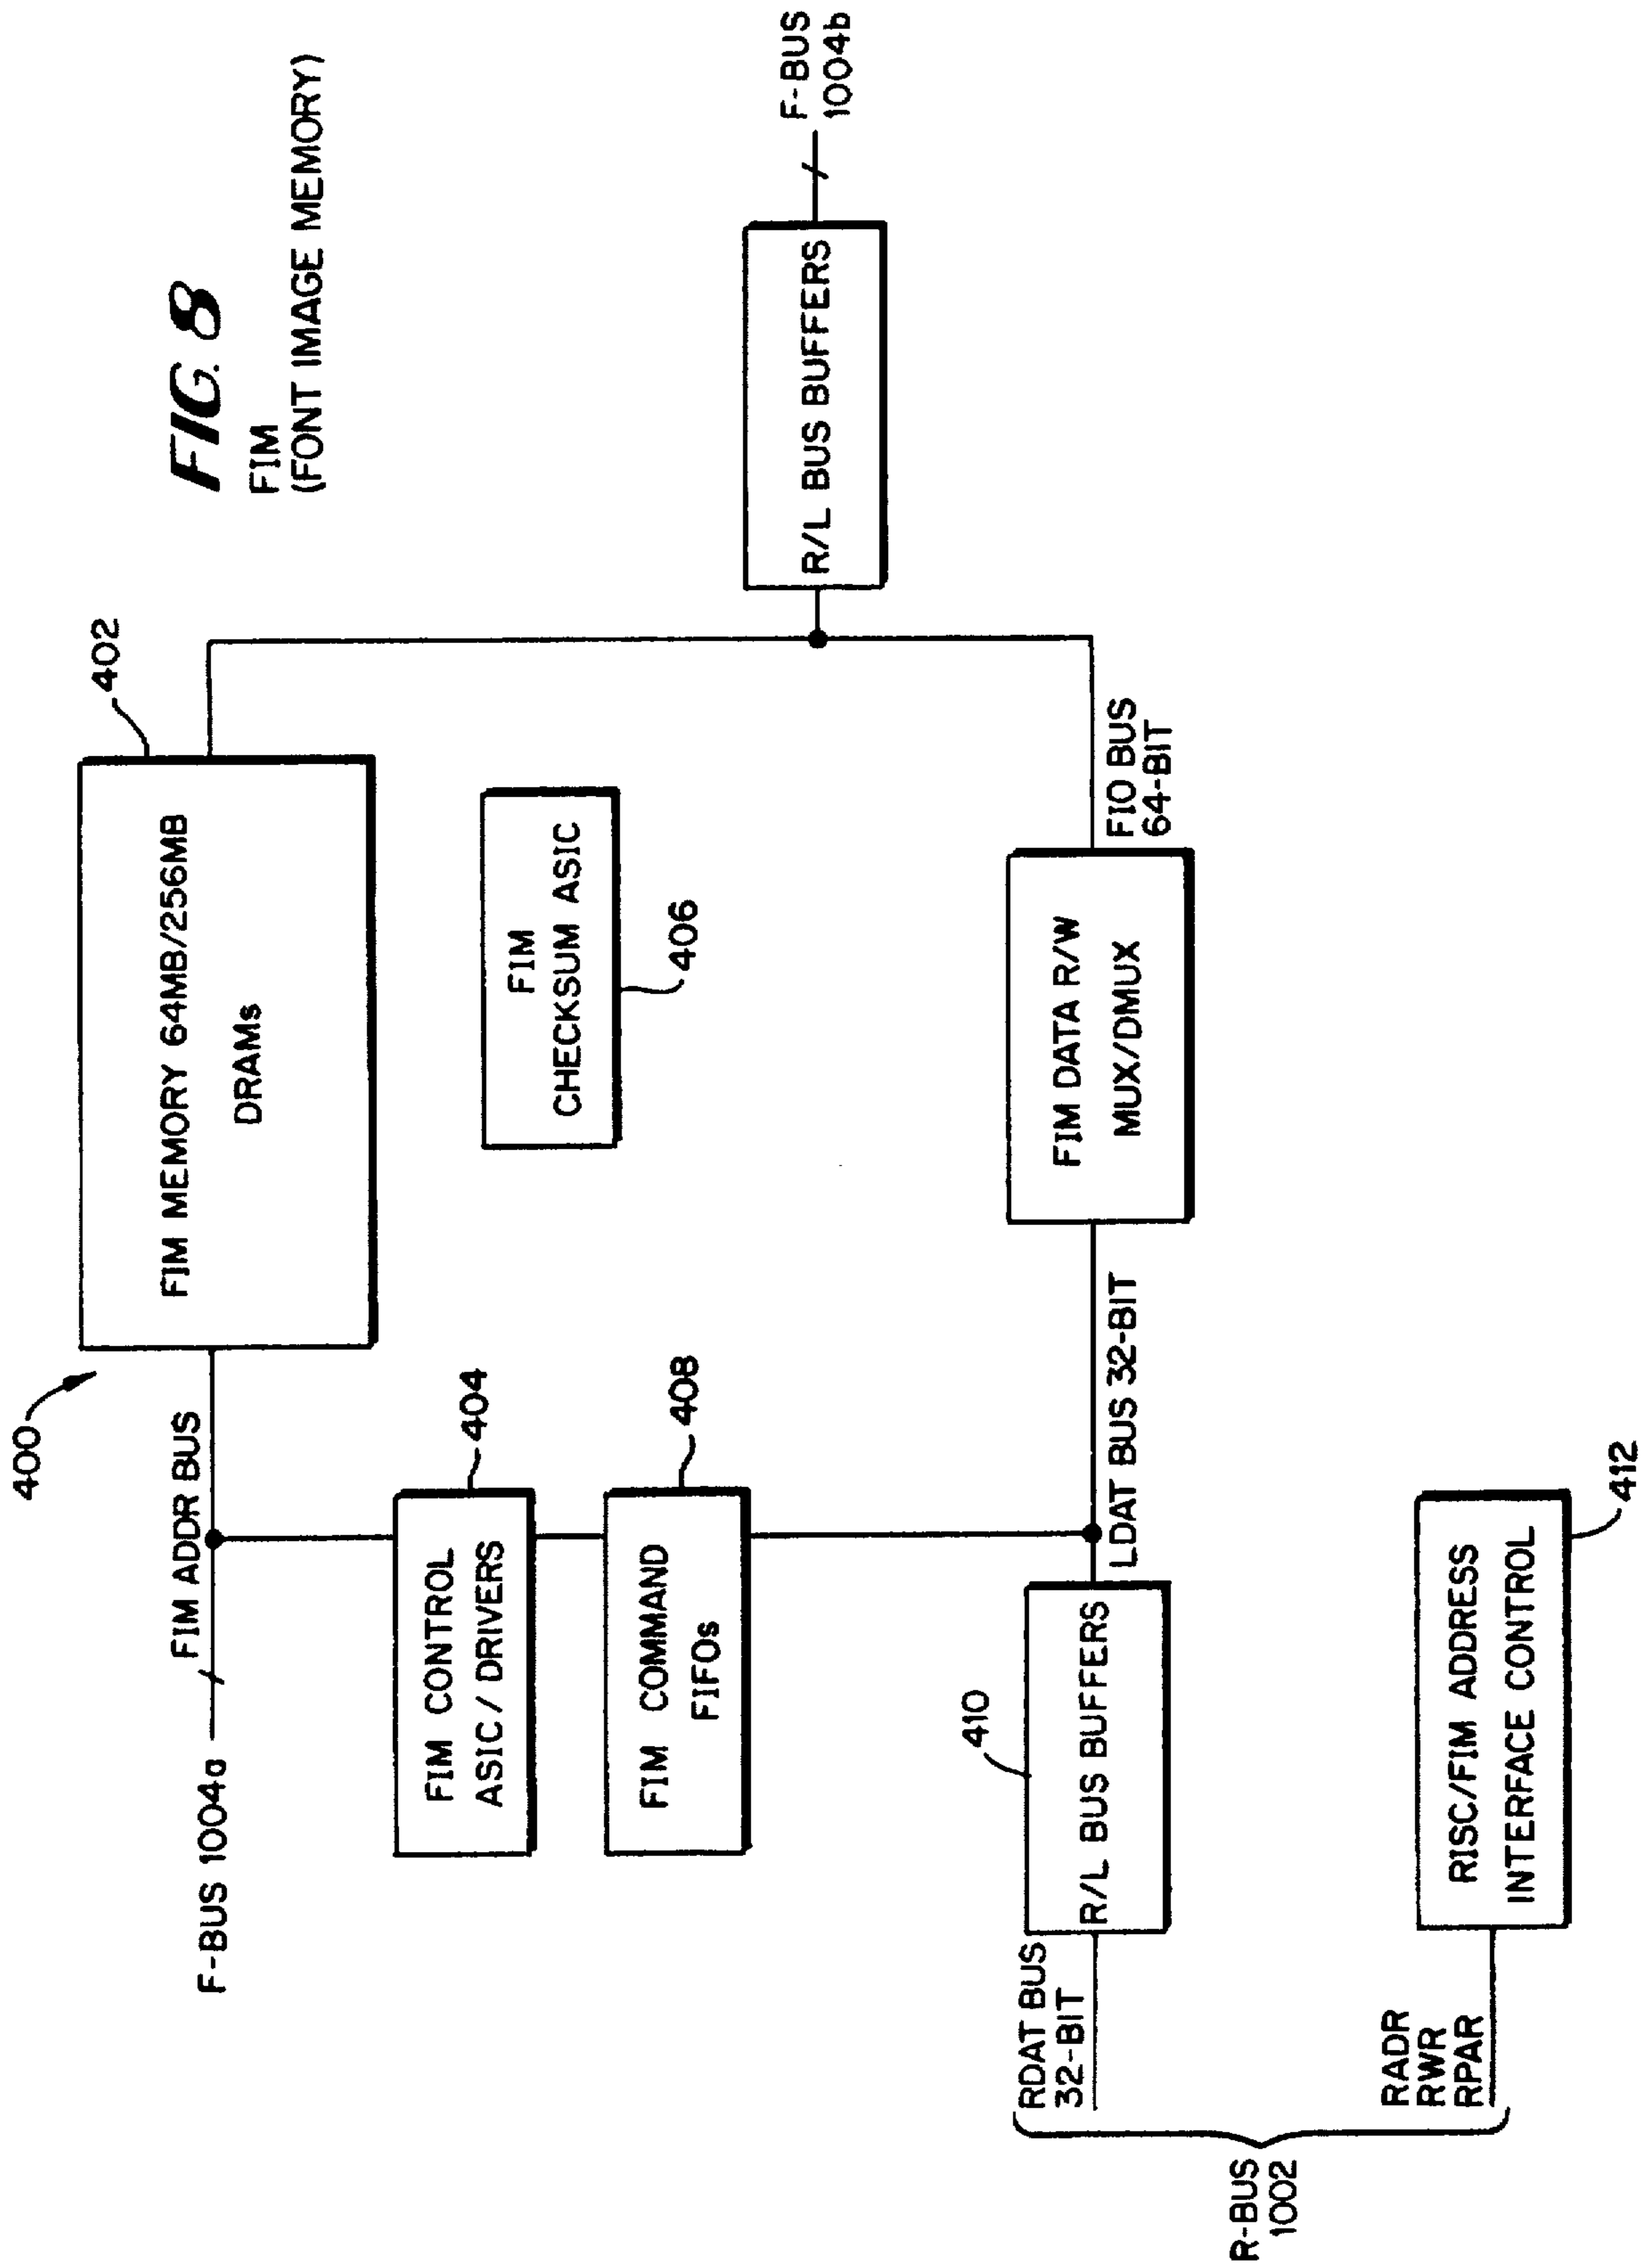 FIG. 8
FIM
(FONT IMAGE MEMORY)
400
402
F-BUS 1004a
FIM ADDR BUS
FIM MEMORY 64MB/256MB
DRAMs
FIM CONTROL
ASIC/DRIVERS
404
FIM
CHECKSUM ASIC
406
FIM COMMAND
FIFOs
408
R/L BUS BUFFERS
F-BUS
1004b
410
RDAT BUS
32-BIT
R/L BUS BUFFERS
LDAT BUS 32-BIT
FIM DATA R/W
MUX/DMUX
FIO BUS
64-BIT
R-BUS
1002
RADR
RWR
RPAR
RISC/FIM ADDRESS
INTERFACE CONTROL
412